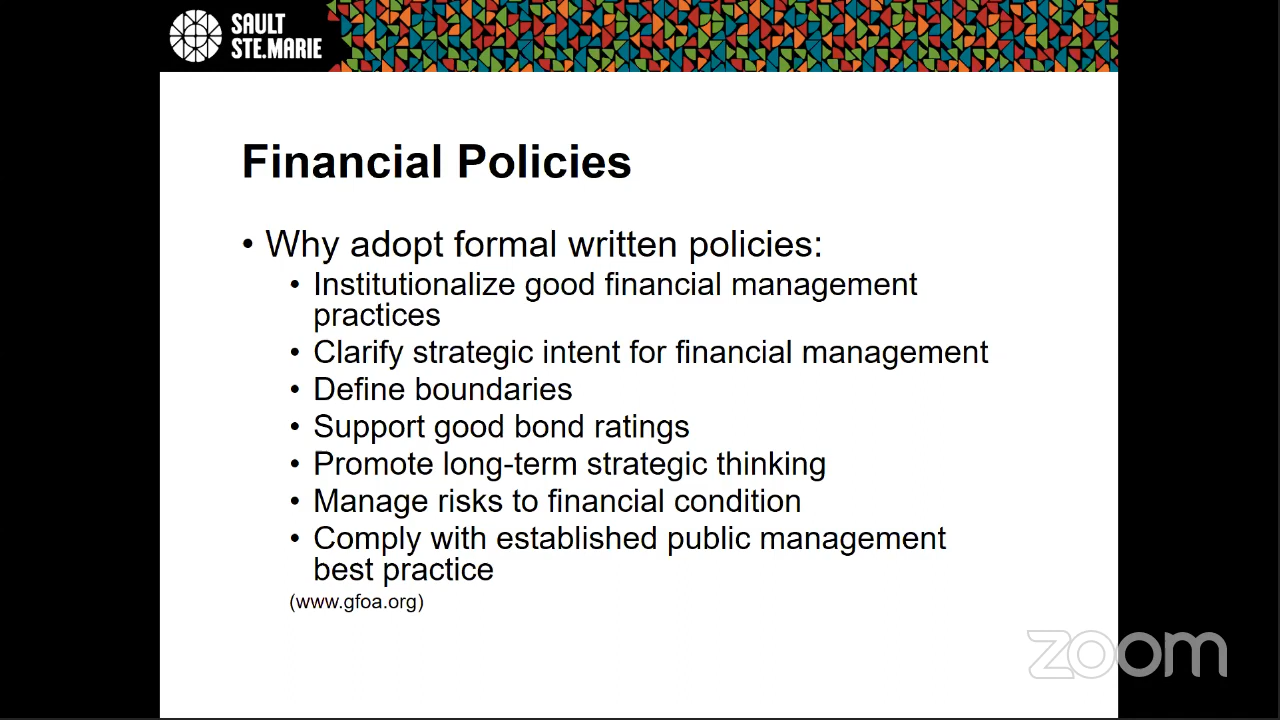 SAULT
STE.MARIE
Financial Policies
• Why adopt formal written policies:
• Institutionalize good financial management
practices
• Clarify strategic intent for financial management
• Define boundaries
• Support good bond ratings
• Promote long-term strategic thinking
• Manage risks to financial condition
• Comply with established public management
best practice
(www.gfoa.org)
zoom